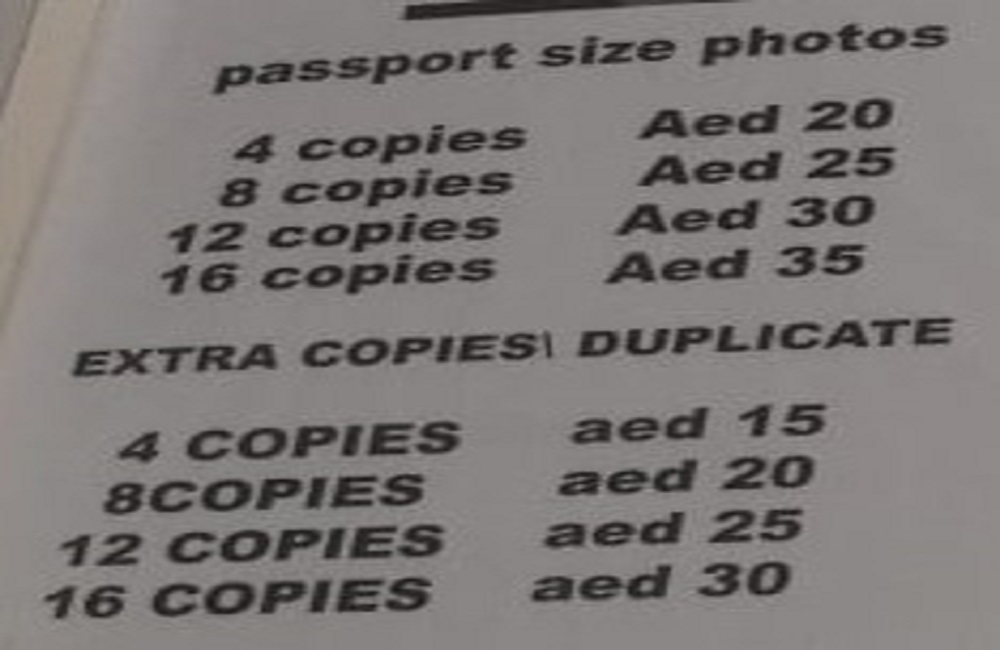 passport size photos
4 copies Aed 20
8 copies Aed 25
12 copies Aed 30
16 copies Aed 35
EXTRA COPIES\ DUPLICATE
4 COPIES aed 15
8COPIES aed 20
12 COPIES aed 25
16 COPIES aed 30